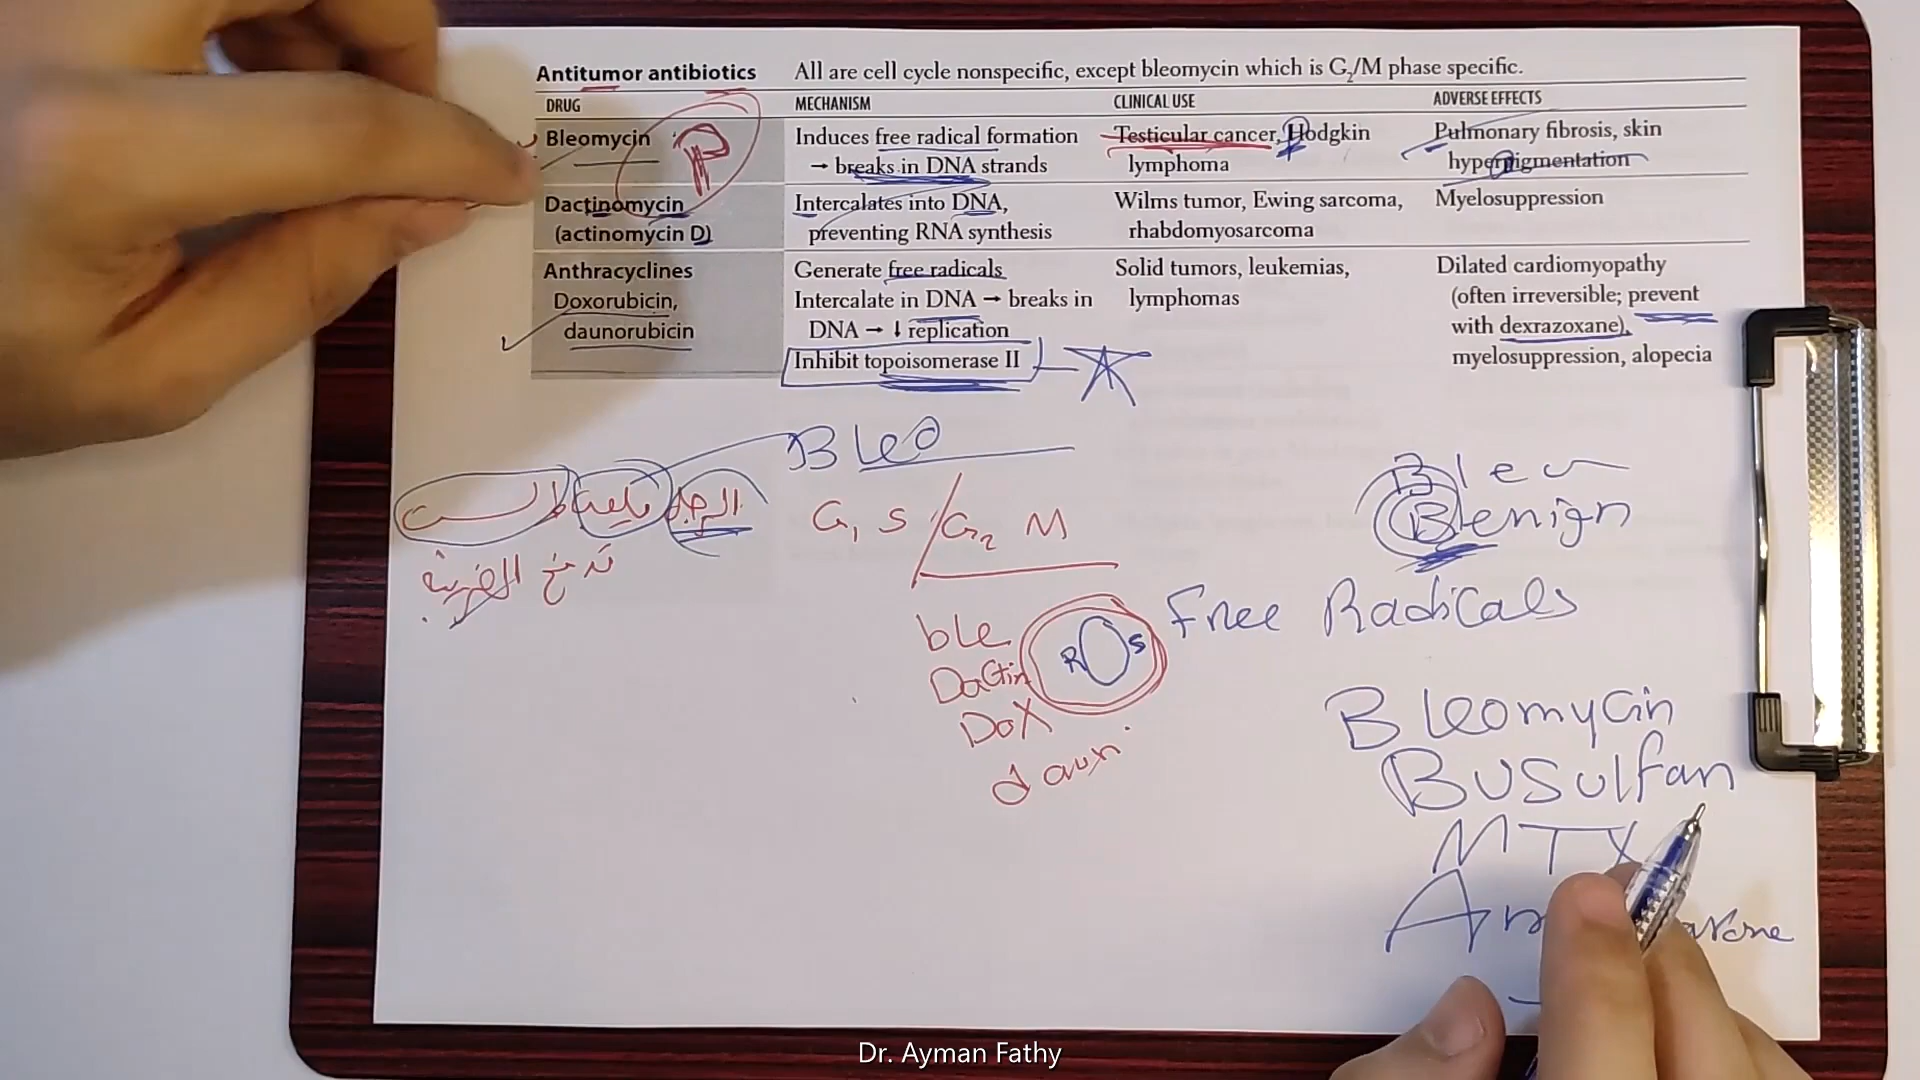 Antitumor antibiotics All are cell cycle nonspecific, except bleomycin which is G₂/M phase specific.
DRUG MECHANISM CLINICAL USE ADVERSE EFFECTS
Bleomycin Induces free radical formation Testicular cancer, Hodgkin Pulmonary fibrosis, skin
→ breaks in DNA strands lymphoma hyperpigmentation
Dactinomycin Intercalates into DNA, Wilms tumor, Ewing sarcoma, Myelosuppression
(actinomycin D) preventing RNA synthesis rhabdomyosarcoma
Anthracyclines Generate free radicals Solid tumors, leukemias, Dilated cardiomyopathy
Doxorubicin, Intercalate in DNA → breaks in lymphomas (often irreversible; prevent
daunorubicin DNA → ↓ replication with dexrazoxane),
Inhibit topoisomerase II myelosuppression, alopecia
P
Bleo
G₁ S / G₂ M
Bleo
Benign
ble
Dactin
Dox
daun.
ROS Free Radicals
Bleomycin
Busulfan
MTX
Dr. Ayman Fathy